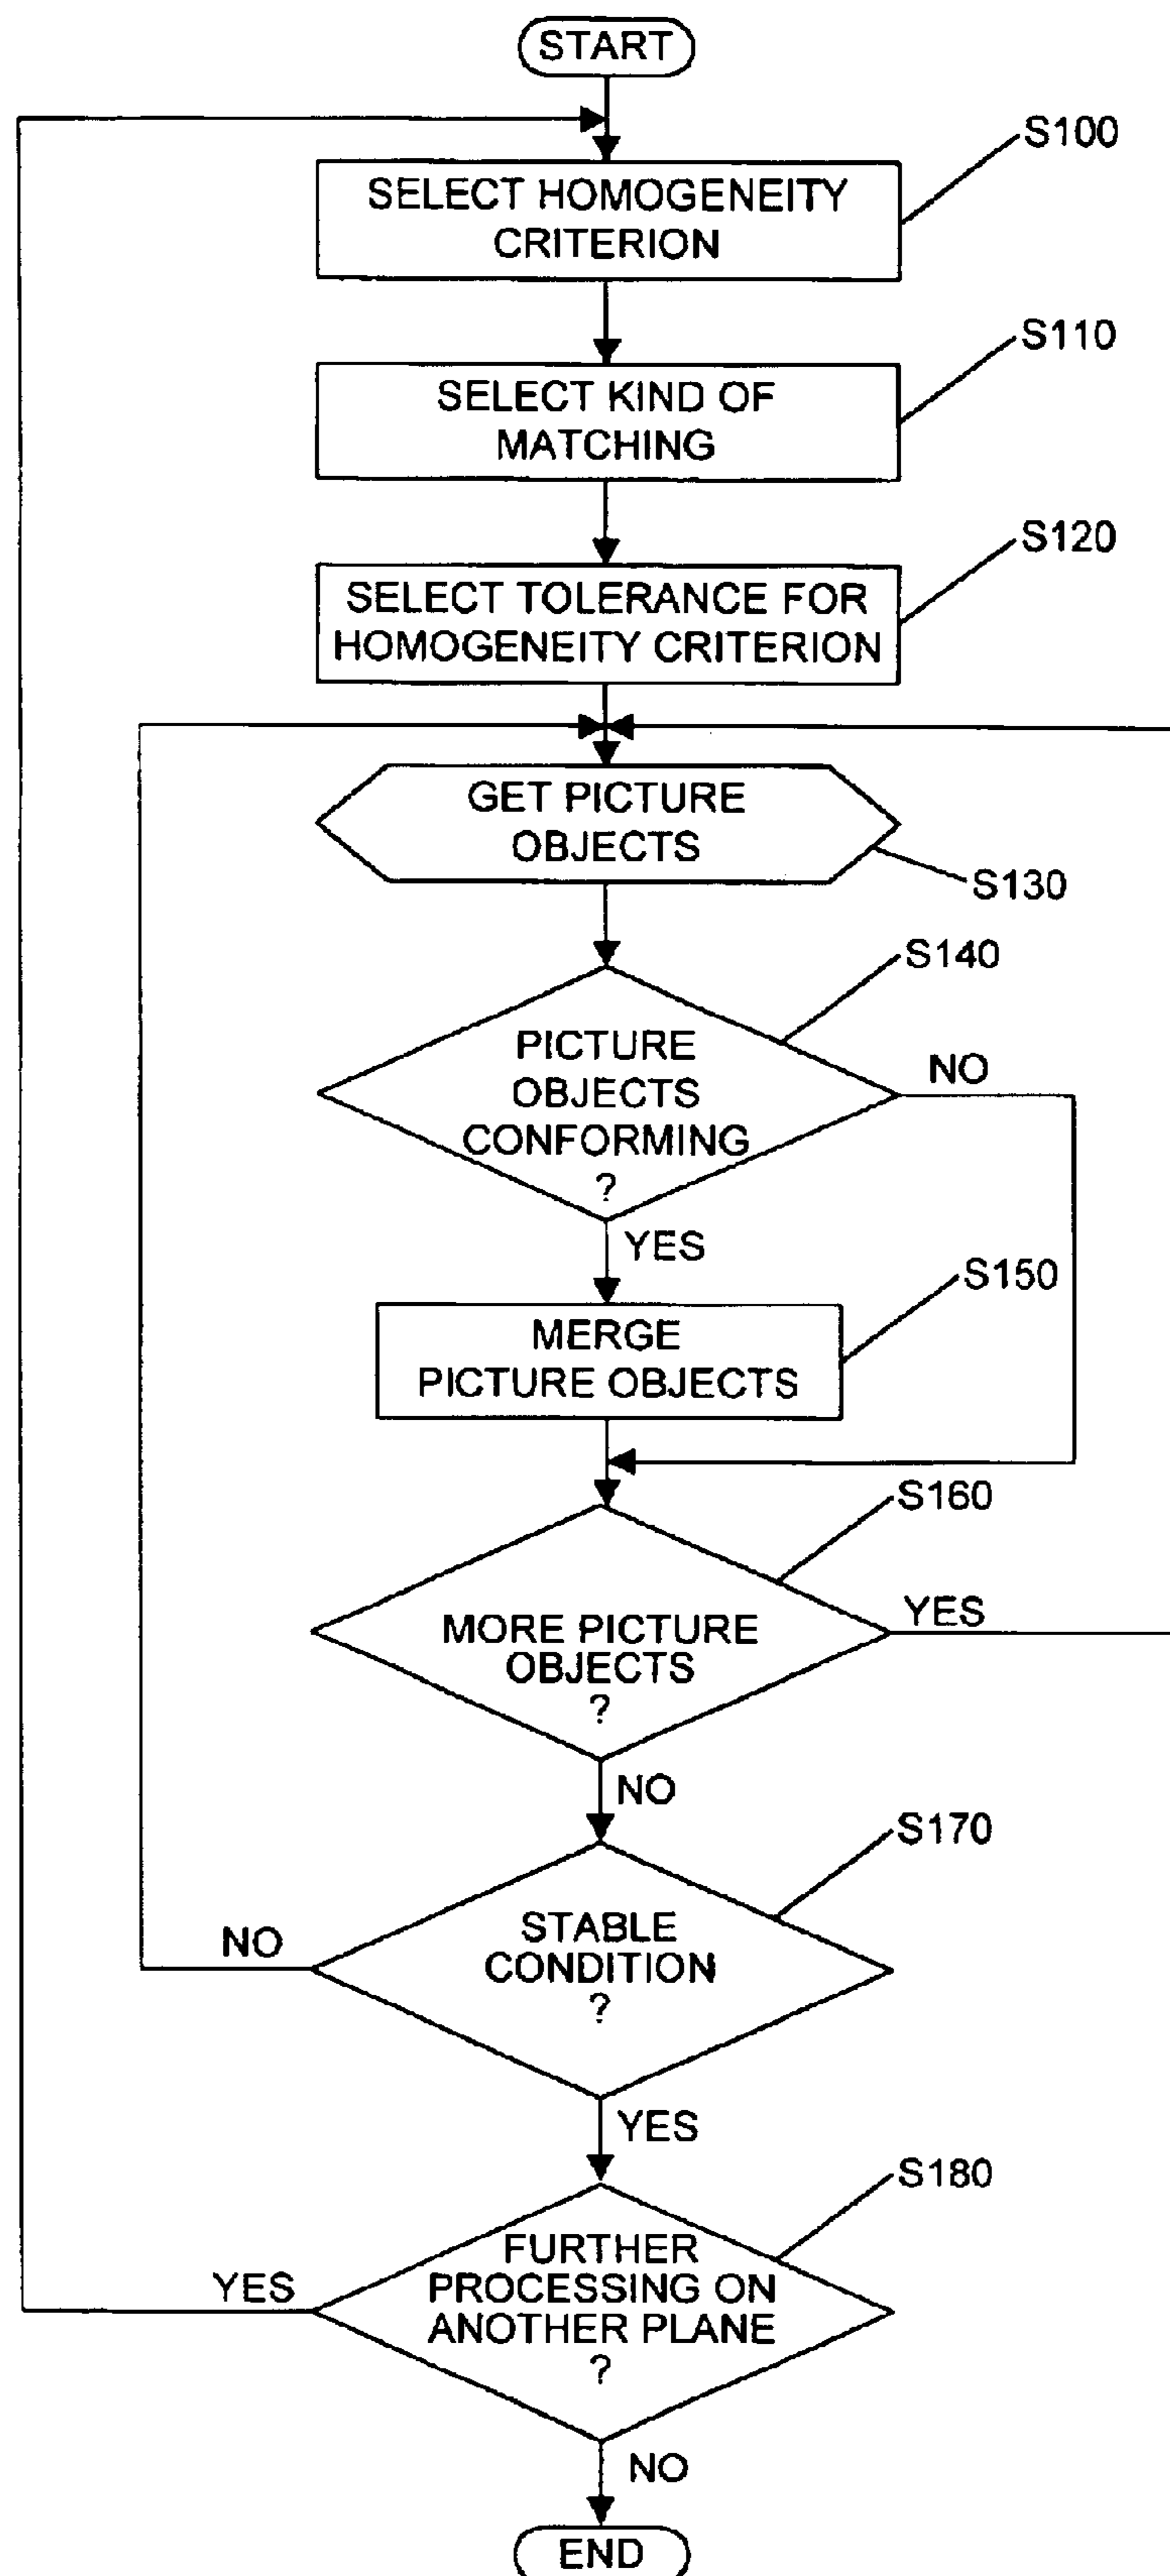 START
S100
SELECT HOMOGENEITY
CRITERION
S110
SELECT KIND OF
MATCHING
S120
SELECT TOLERANCE FOR
HOMOGENEITY CRITERION
GET PICTURE
OBJECTS
S130
S140
PICTURE
OBJECTS
CONFORMING
?
NO
YES
S150
MERGE
PICTURE OBJECTS
S160
MORE PICTURE
OBJECTS
?
YES
NO
S170
STABLE
CONDITION
?
NO
YES
S180
FURTHER
PROCESSING ON
ANOTHER PLANE
?
YES
NO
END